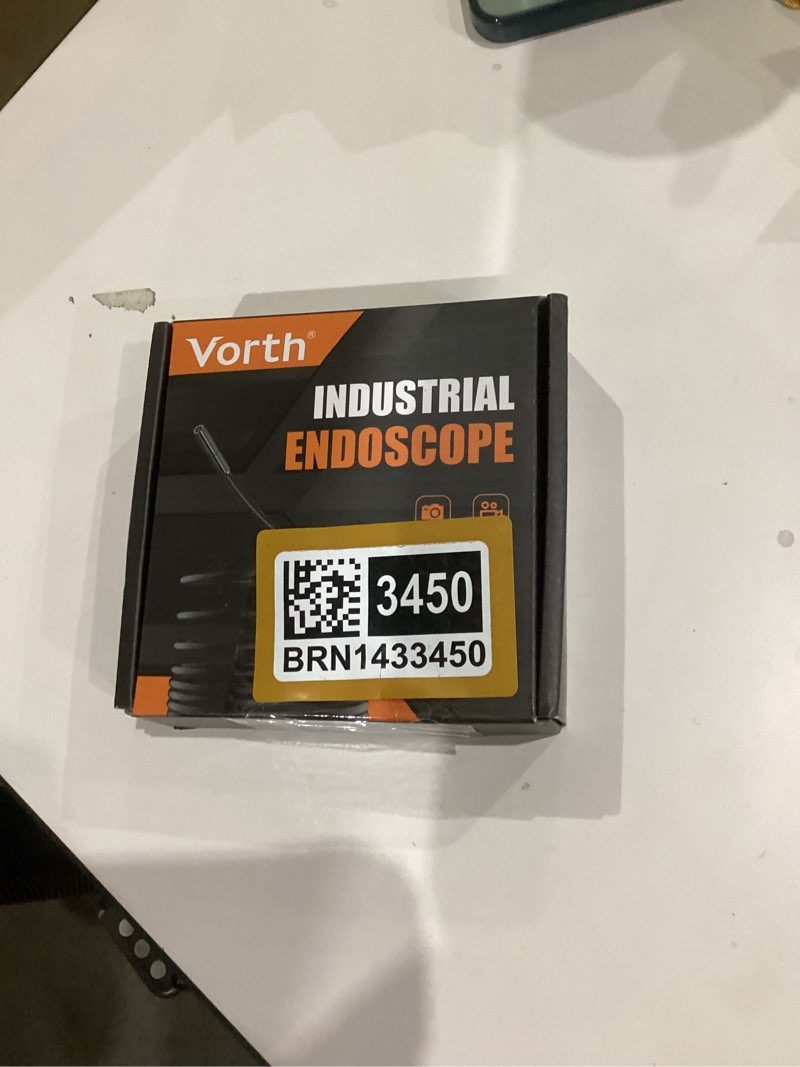 Vorth®
INDUSTRIAL
ENDOSCOPE
3450
BRN1433450